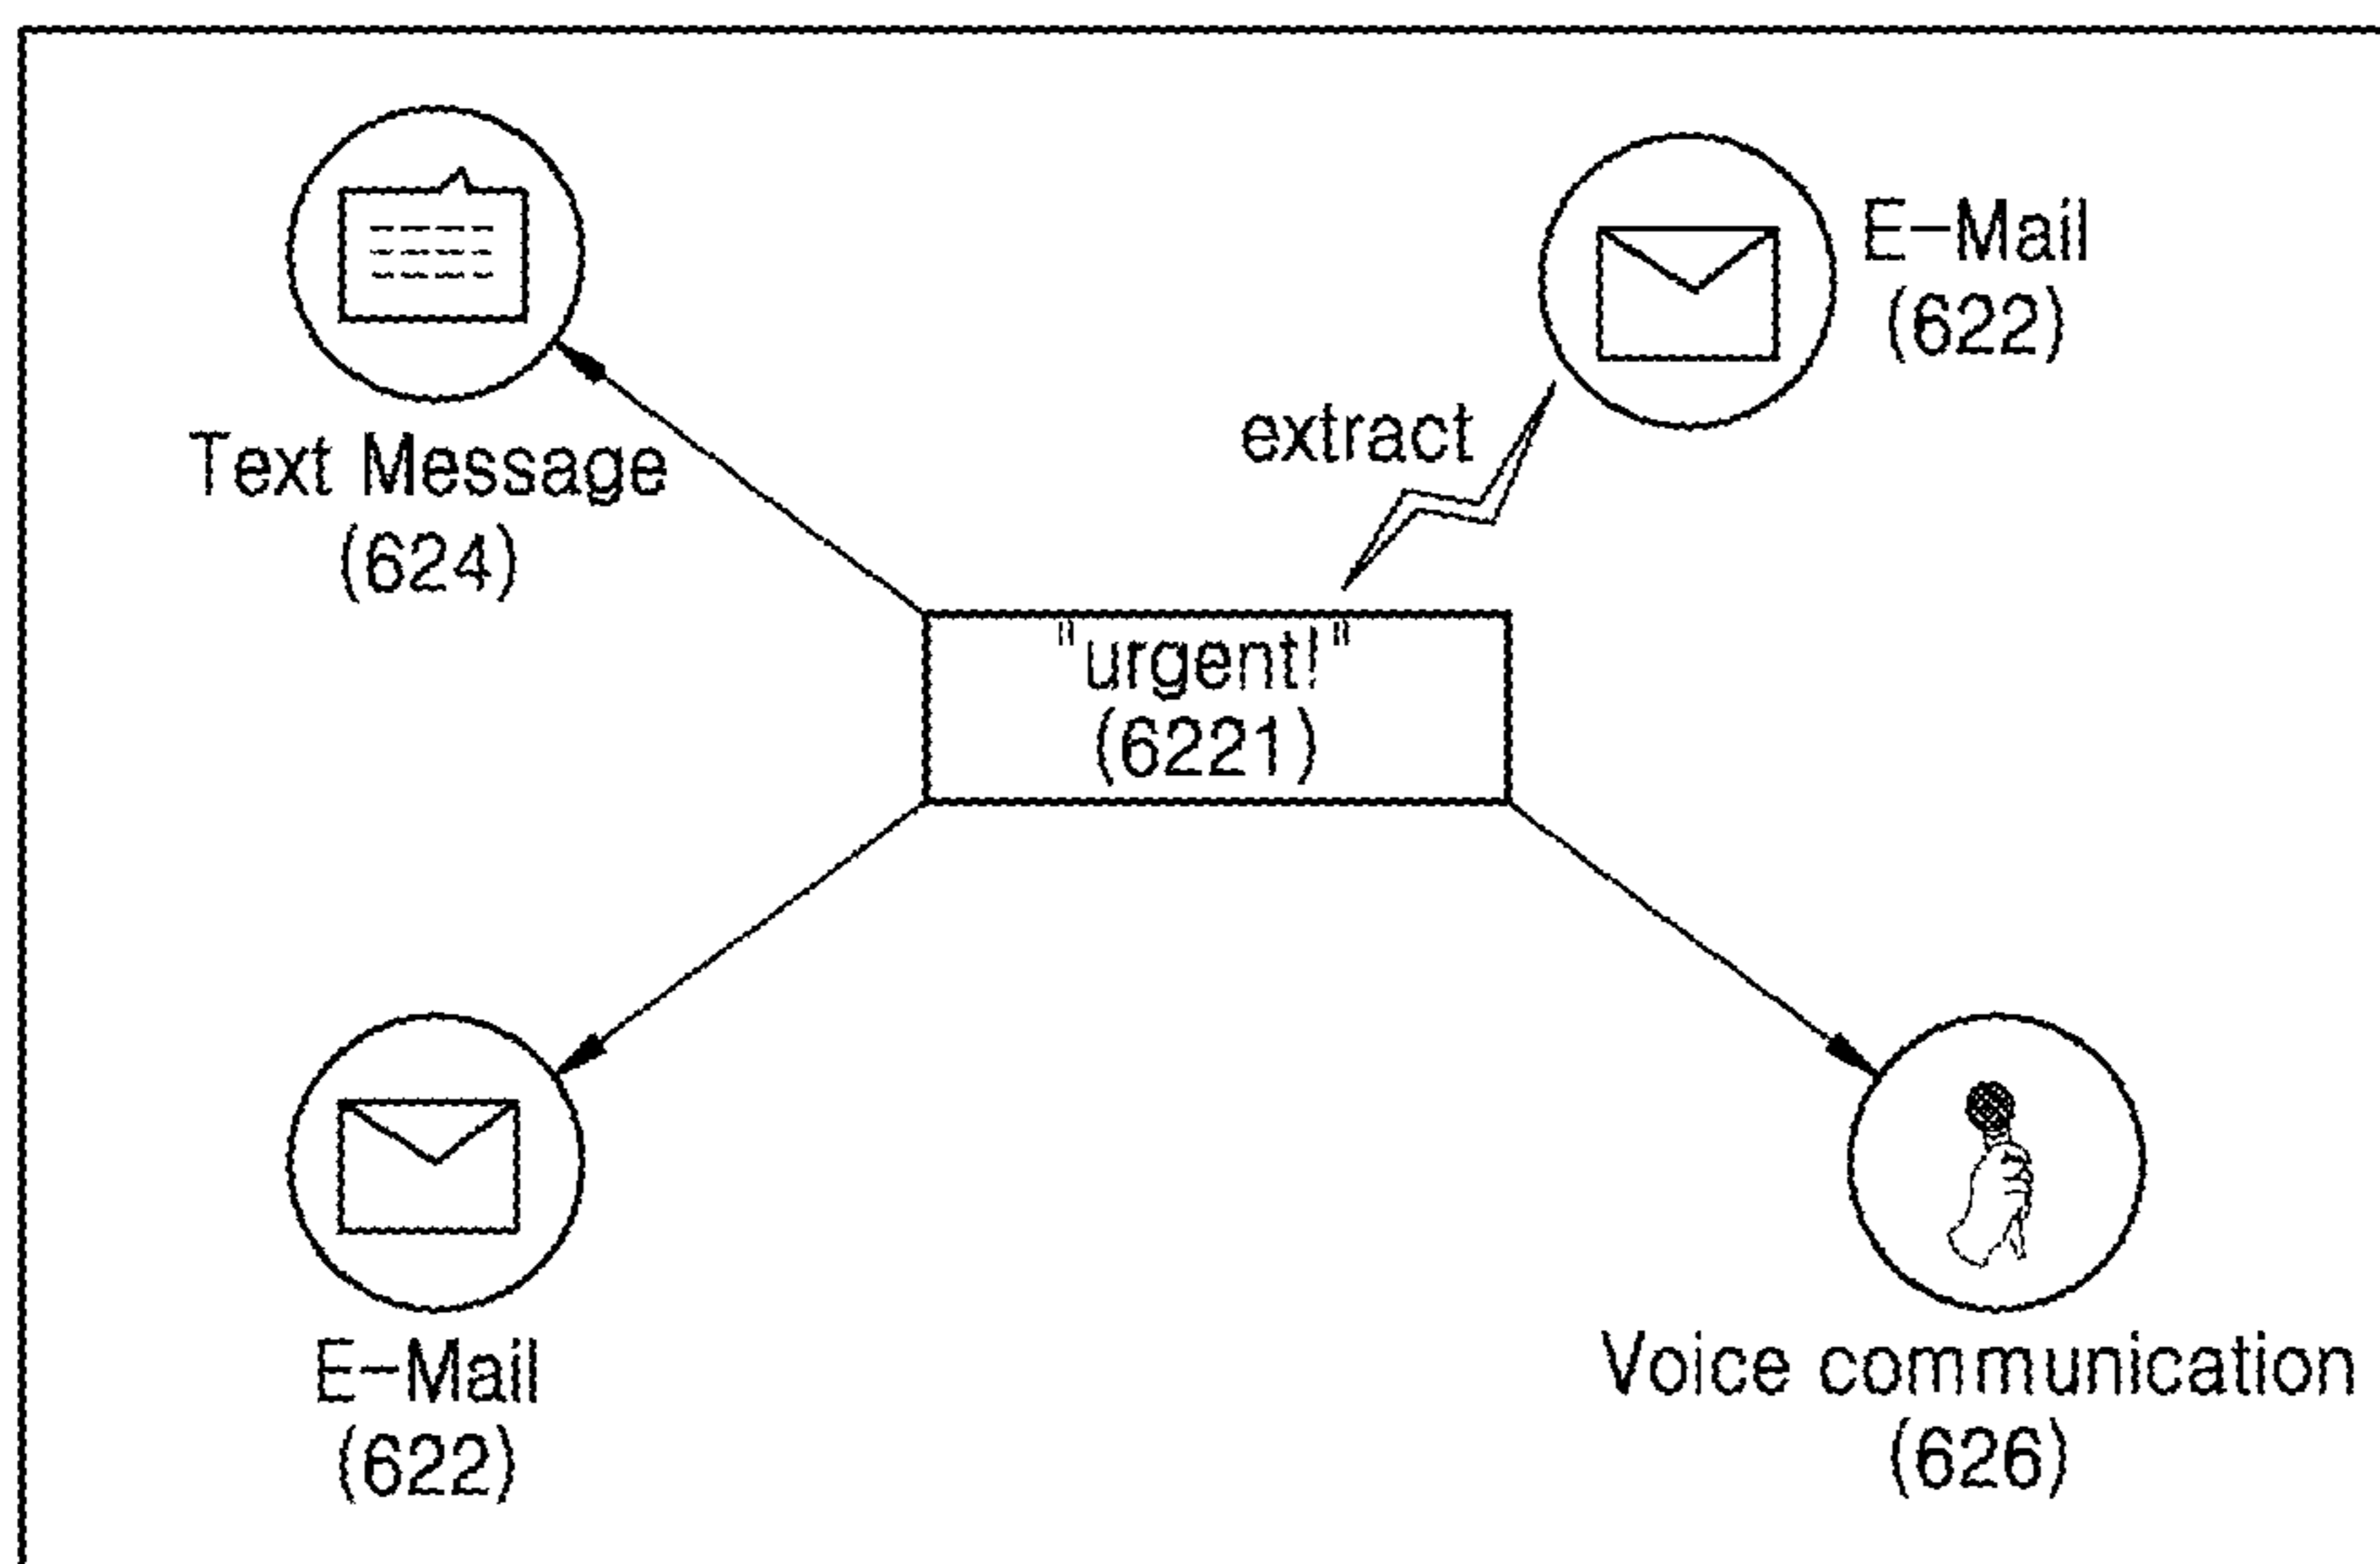 E-Mail
(622)
extract
Text Message
(624)
"urgent!"
(6221)
E-Mail
(622)
Voice communication
(626)